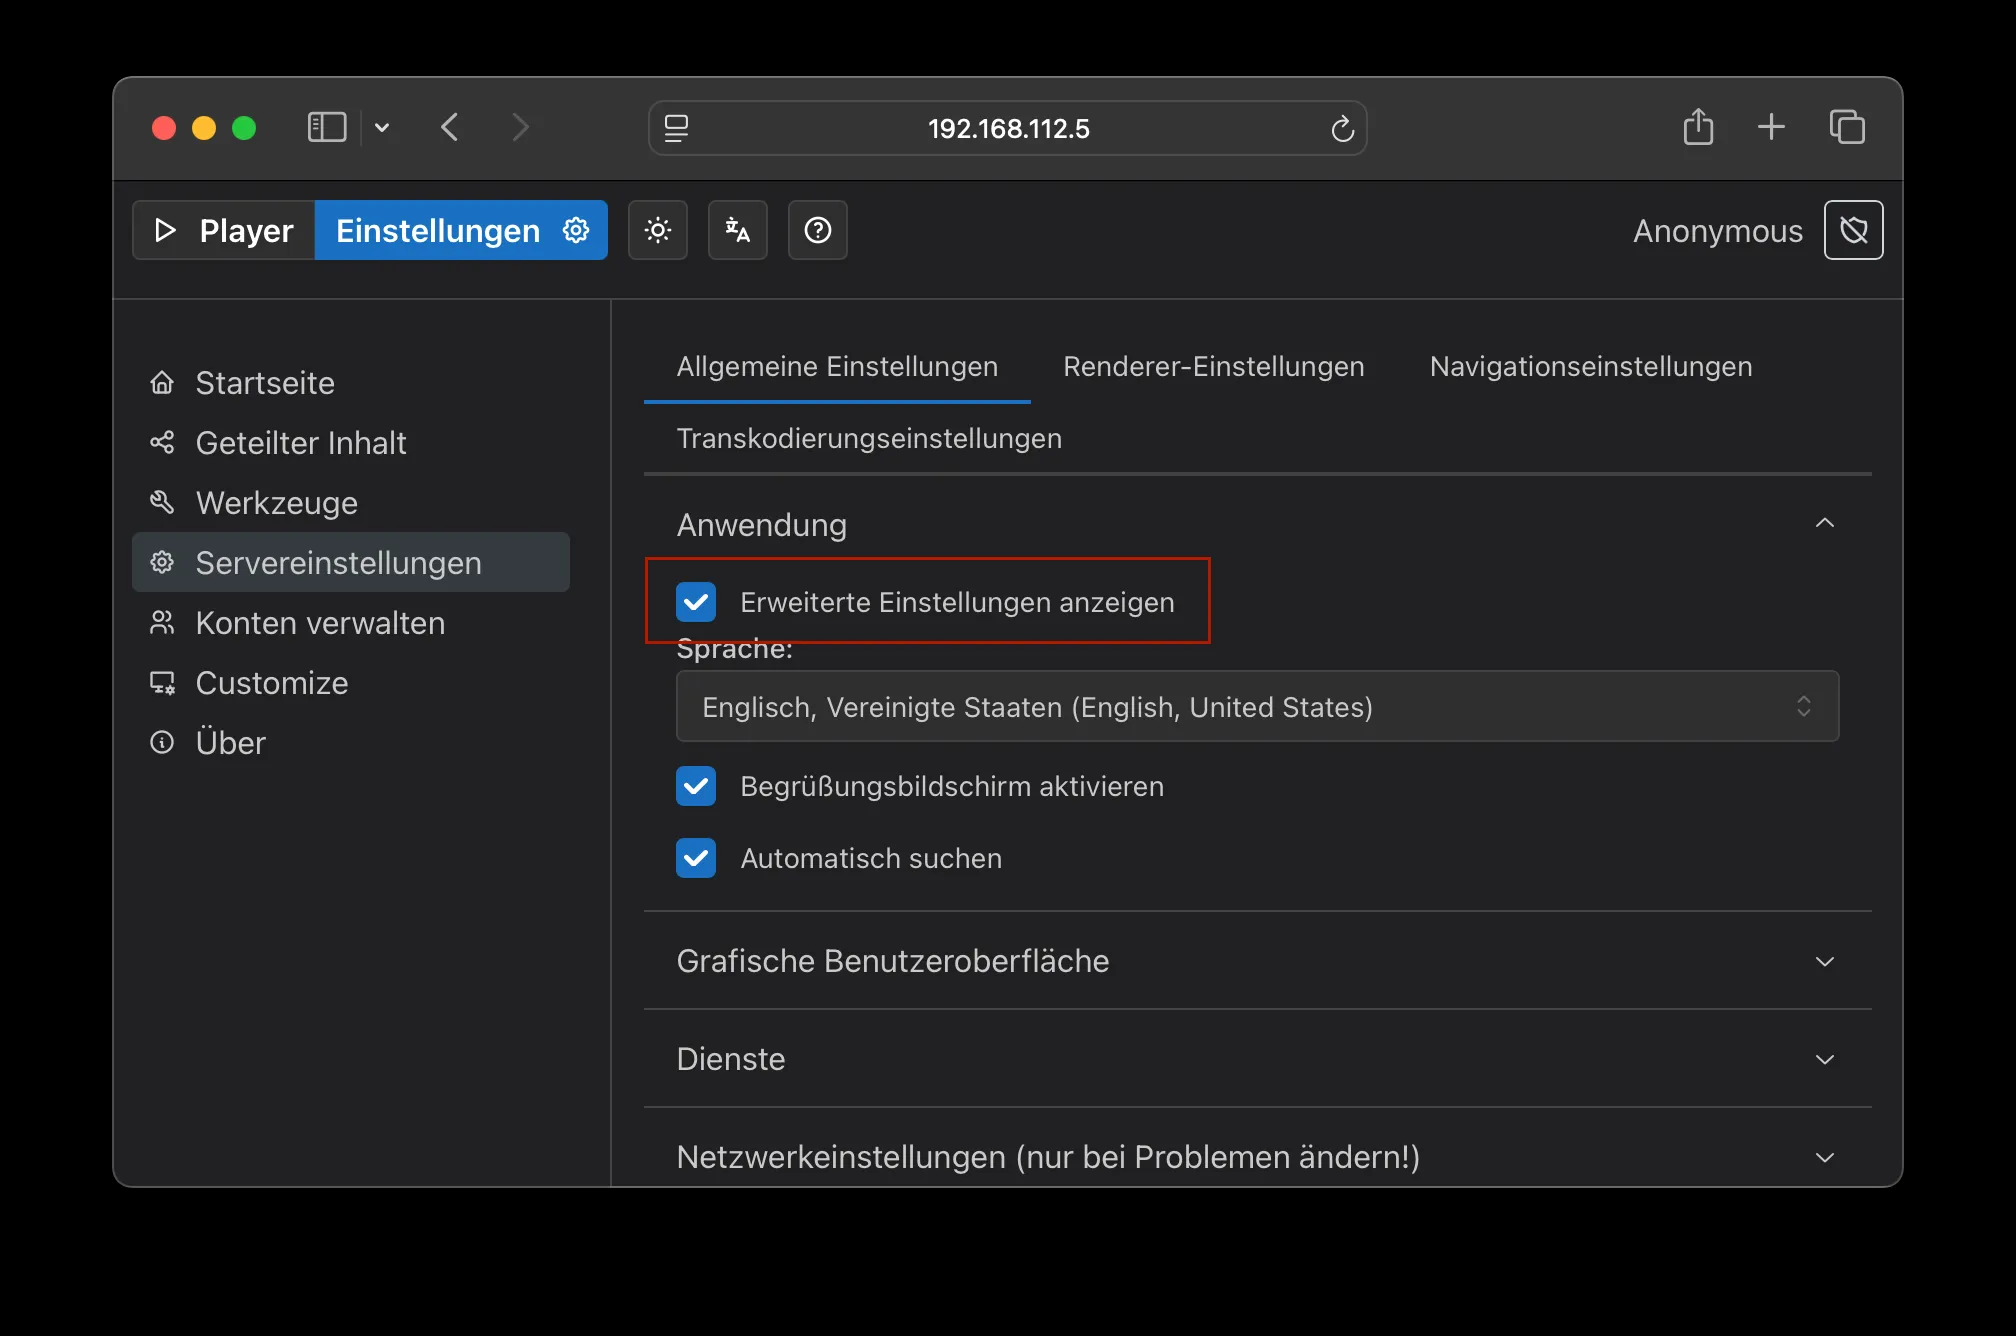 192.168.112.5
Player Einstellungen Anonymous
Startseite
Geteilter Inhalt
Werkzeuge
Servereinstellungen
Konten verwalten
Customize
Über
Allgemeine Einstellungen Renderer-Einstellungen Navigationseinstellungen
Transkodierungseinstellungen
Anwendung
Erweiterte Einstellungen anzeigen
Sprache:
Englisch, Vereinigte Staaten (English, United States)
Begrüßungsbildschirm aktivieren
Automatisch suchen
Grafische Benutzeroberfläche
Dienste
Netzwerkeinstellungen (nur bei Problemen ändern!)